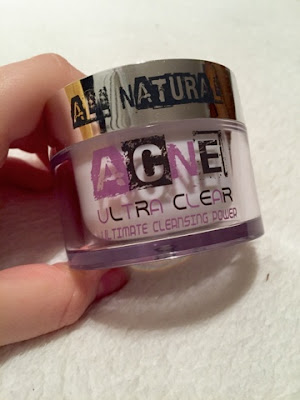 ALL NATURAL
ACNE
ULTRA CLEAR
ULTIMATE CLEANSING POWER